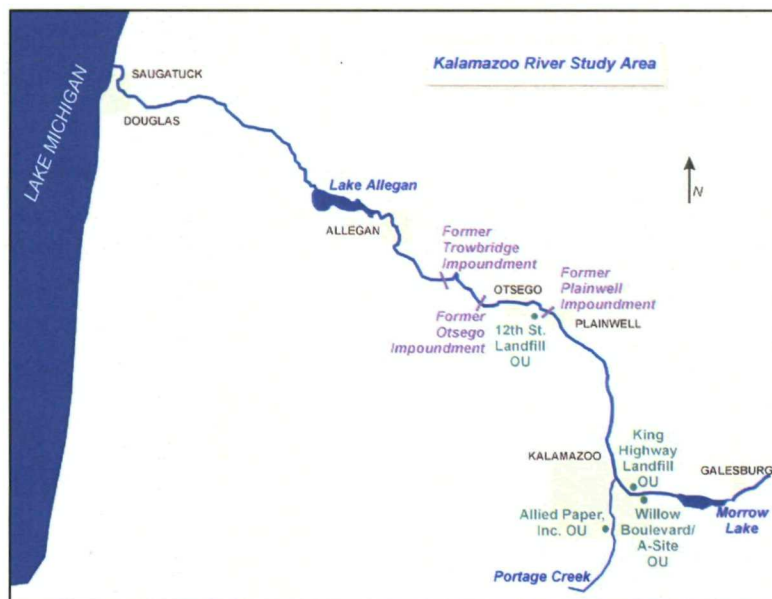 Kalamazoo River Study Area
LAKE MICHIGAN
SAUGATUCK
DOUGLAS
Lake Allegan
ALLEGAN
N
Former
Trowbridge
Impoundment
OTSEGO
Former
Plainwell
Impoundment
Former
Otsego
Impoundment
12th St.
Landfill
OU
PLAINWELL
KALAMAZOO
King
Highway
Landfill
OU
GALESBURG
Allied Paper,
Inc. OU
Willow
Boulevard/
A-Site
OU
Morrow
Lake
Portage Creek